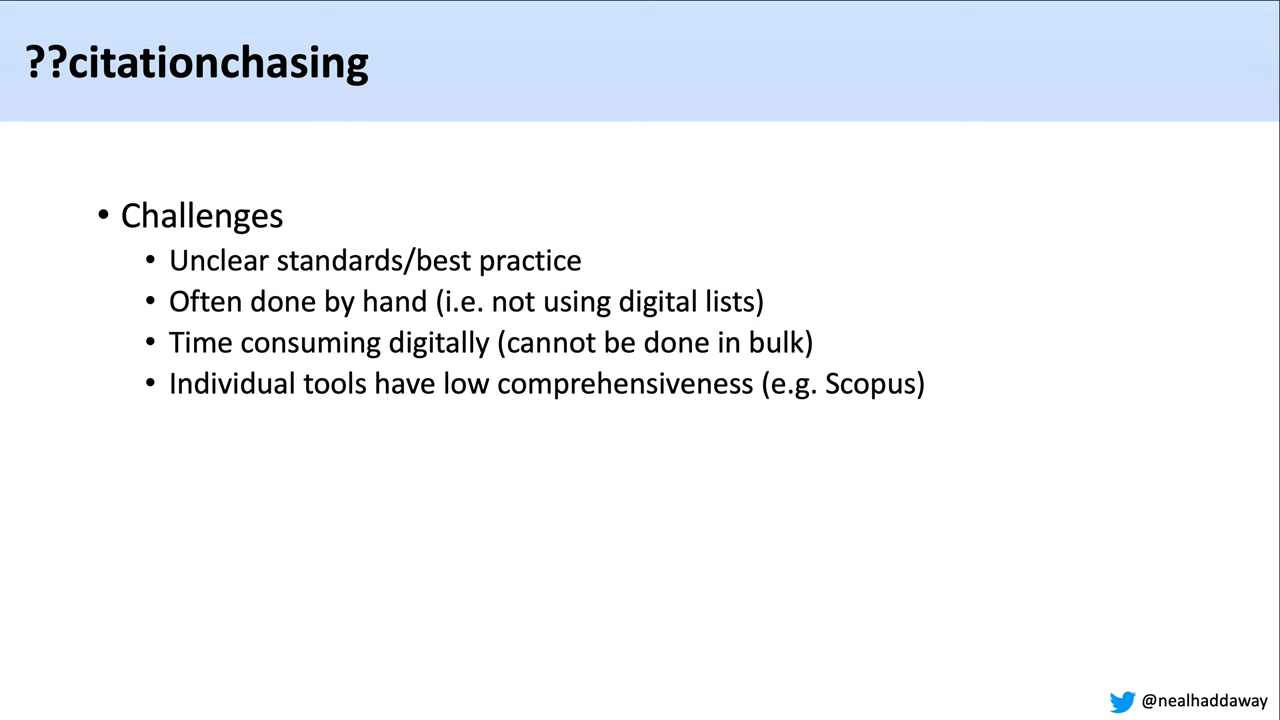 ??citationchasing
• Challenges
• Unclear standards/best practice
• Often done by hand (i.e. not using digital lists)
• Time consuming digitally (cannot be done in bulk)
• Individual tools have low comprehensiveness (e.g. Scopus)
@nealhaddaway